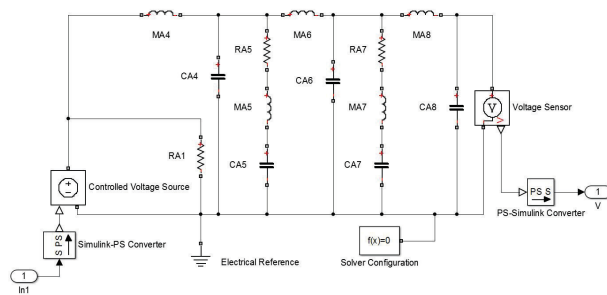 MA4
MA6
MA8
RA5
RA7
CA4
CA6
MA5
MA7
CA8
V
Voltage Sensor
RA1
CA5
CA7
Controlled Voltage Source
PS S
1
PS-Simulink Converter
V
f(x)=0
S PS
Simulink-PS Converter
Electrical Reference
Solver Configuration
1
In1